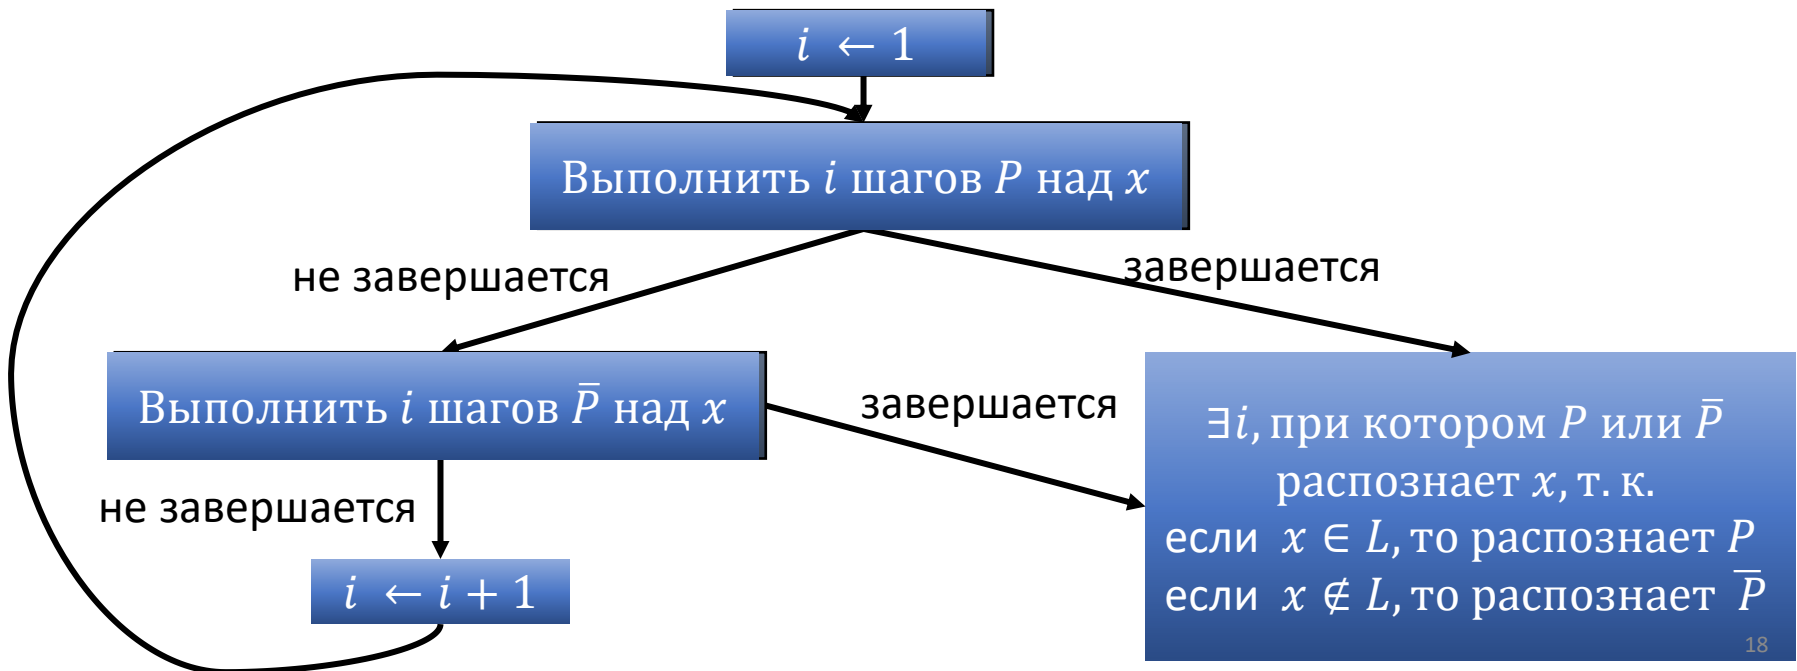 i ← 1
Выполнить i шагов P над x
не завершается
завершается
Выполнить i шагов P̅ над x
завершается
не завершается
i ← i + 1
∃i, при котором P или P̅
распознает x, т. к.
если x ∈ L, то распознает P
если x ∉ L, то распознает P̅
18